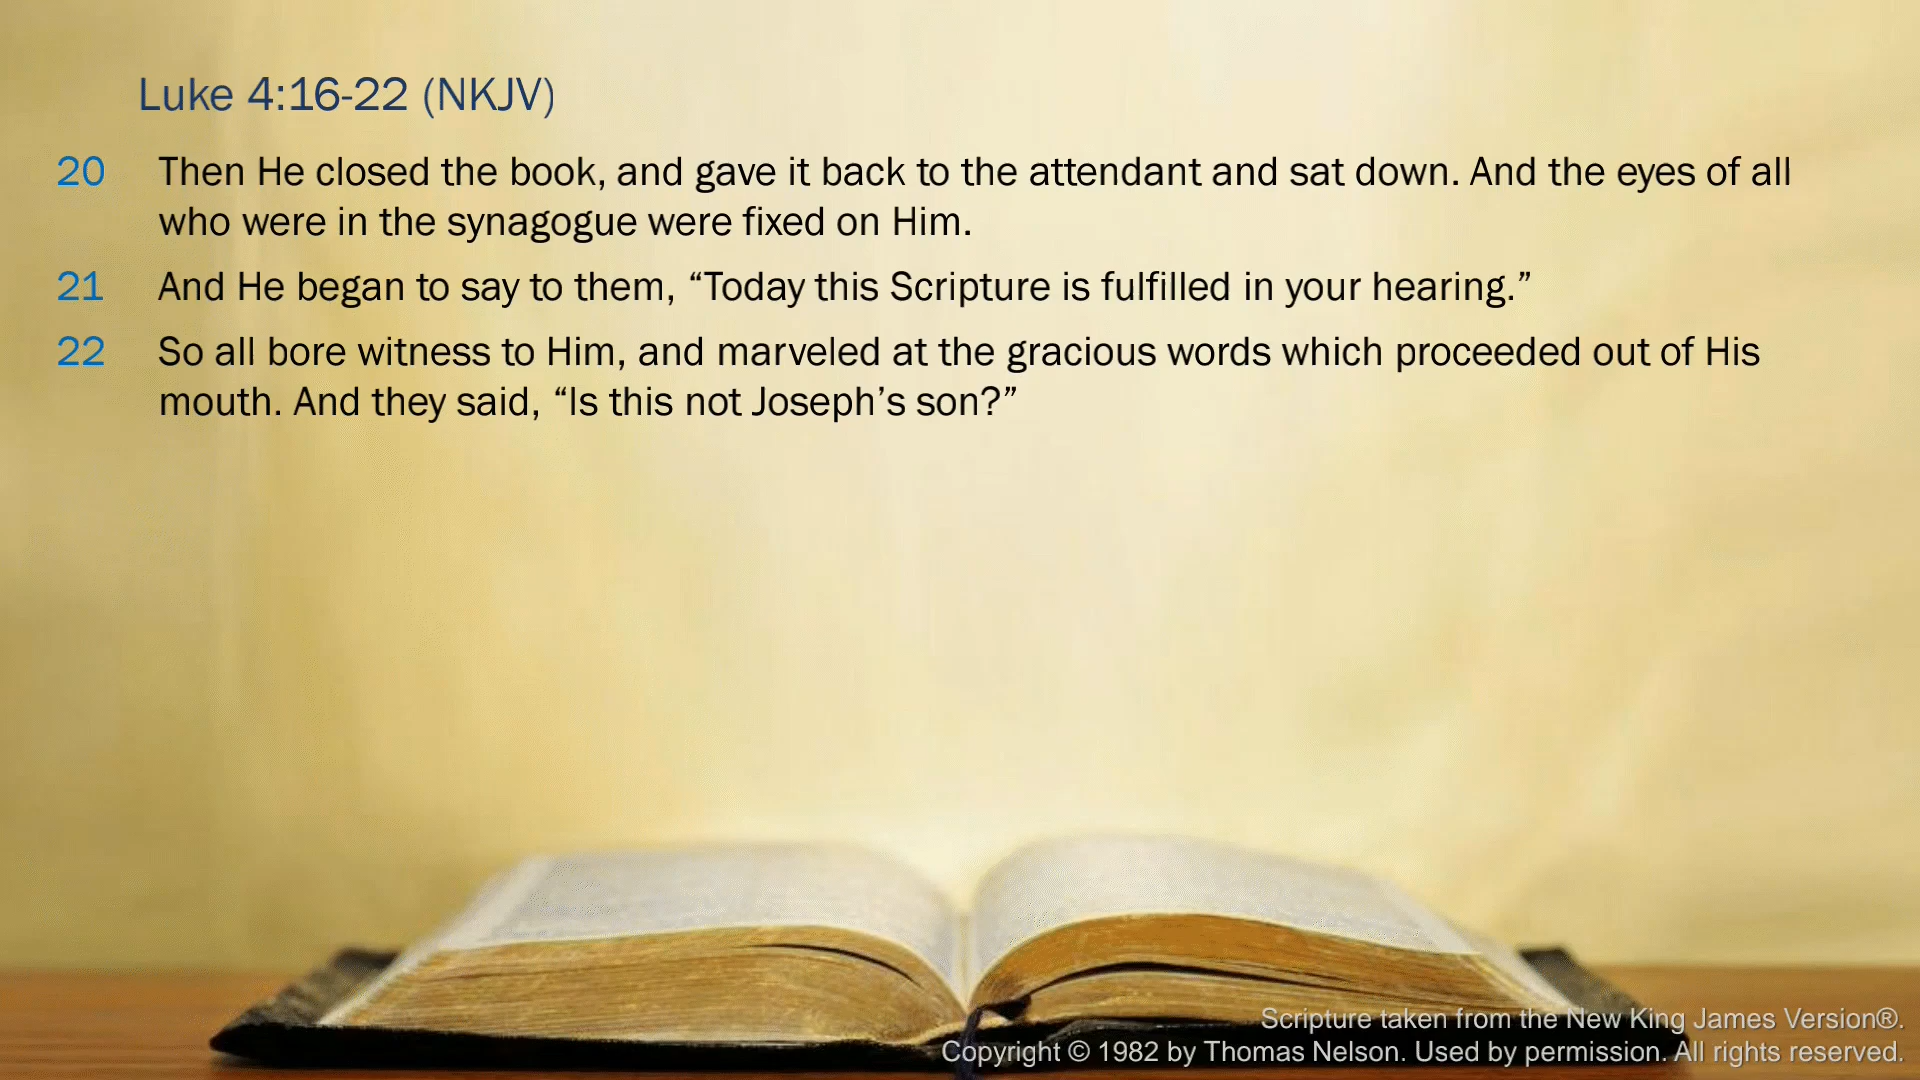 Luke 4:16-22 (NKJV)
20 Then He closed the book, and gave it back to the attendant and sat down. And the eyes of all
who were in the synagogue were fixed on Him.
21 And He began to say to them, “Today this Scripture is fulfilled in your hearing.”
22 So all bore witness to Him, and marveled at the gracious words which proceeded out of His
mouth. And they said, “Is this not Joseph’s son?”
Scripture taken from the New King James Version®.
Copyright © 1982 by Thomas Nelson. Used by permission. All rights reserved.